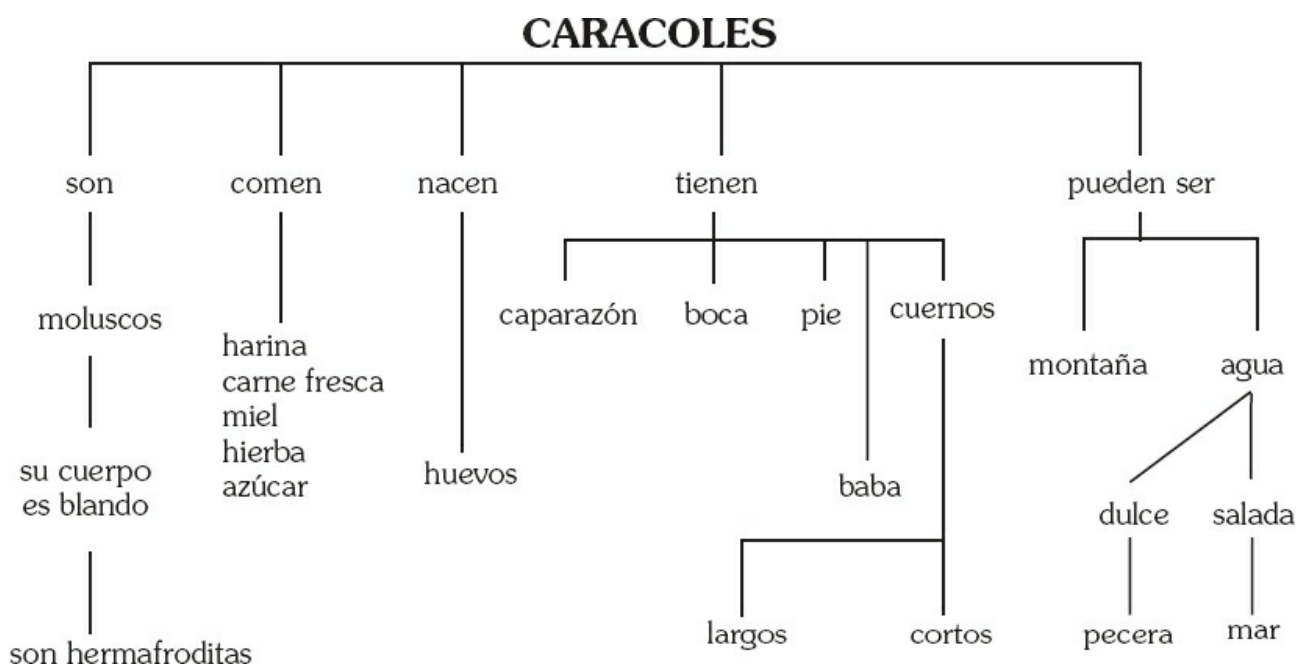 CARACOLES
son
comen
nacen
tienen
pueden ser
moluscos
su cuerpo
es blando
son hermafroditas
harina
carne fresca
miel
hierba
azúcar
huevos
caparazón
boca
pie
baba
cuernos
largos
cortos
montaña
agua
dulce
salada
pecera
mar